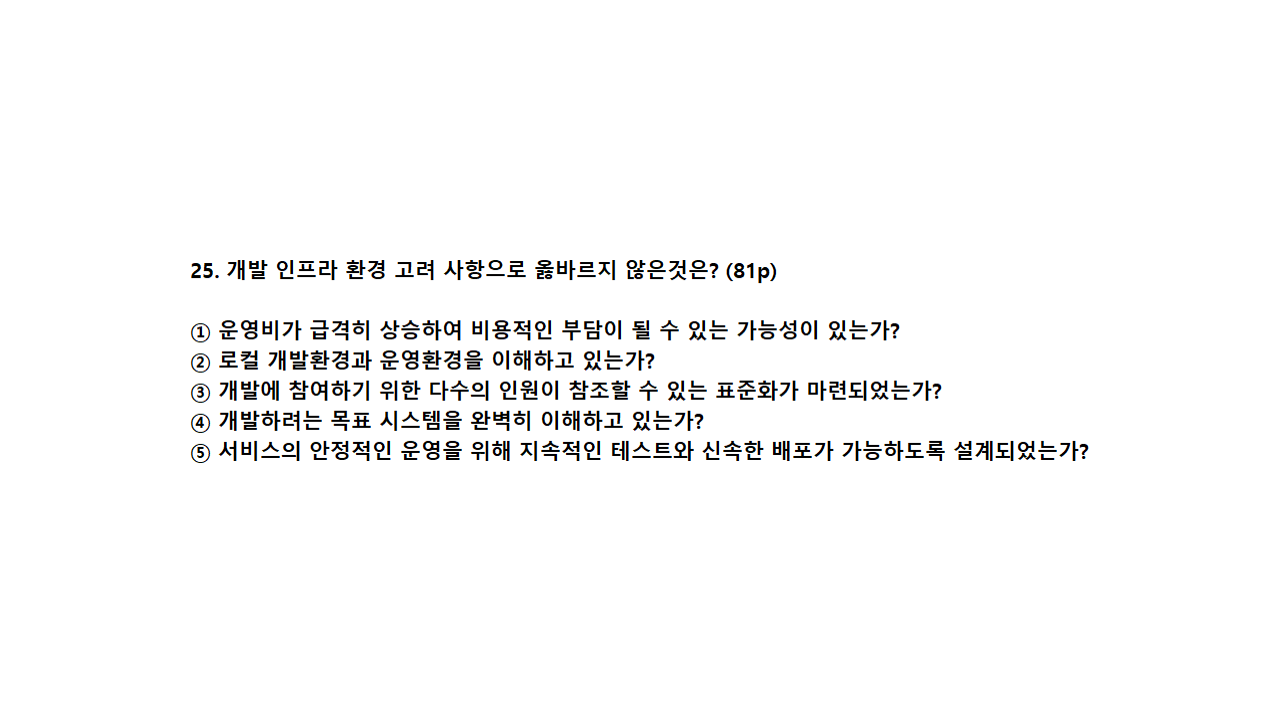 25. 개발 인프라 환경 고려 사항으로 옳바르지 않은것은? (81p)
① 운영비가 급격히 상승하여 비용적인 부담이 될 수 있는 가능성이 있는가?
② 로컬 개발환경과 운영환경을 이해하고 있는가?
③ 개발에 참여하기 위한 다수의 인원이 참조할 수 있는 표준화가 마련되었는가?
④ 개발하려는 목표 시스템을 완벽히 이해하고 있는가?
⑤ 서비스의 안정적인 운영을 위해 지속적인 테스트와 신속한 배포가 가능하도록 설계되었는가?